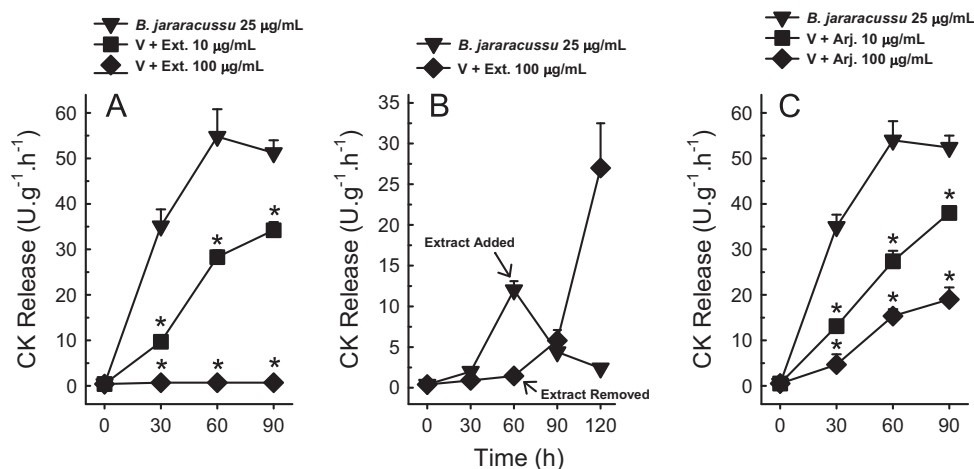 B. jararacussu 25 µg/mL
V + Ext. 10 µg/mL
V + Ext. 100 µg/mL
A
CK Release (U.g⁻¹.h⁻¹)
60
50
40
30
20
10
0
0 30 60 90
* * *
* * *
B. jararacussu 25 µg/mL
V + Ext. 100 µg/mL
B
CK Release (U.g⁻¹.h⁻¹)
35
30
25
20
15
10
5
0
Extract Added
Extract Removed
0 30 60 90 120
Time (h)
B. jararacussu 25 µg/mL
V + Arj. 10 µg/mL
V + Arj. 100 µg/mL
C
CK Release (U.g⁻¹.h⁻¹)
60
50
40
30
20
10
0
0 30 60 90
* * *
* * *